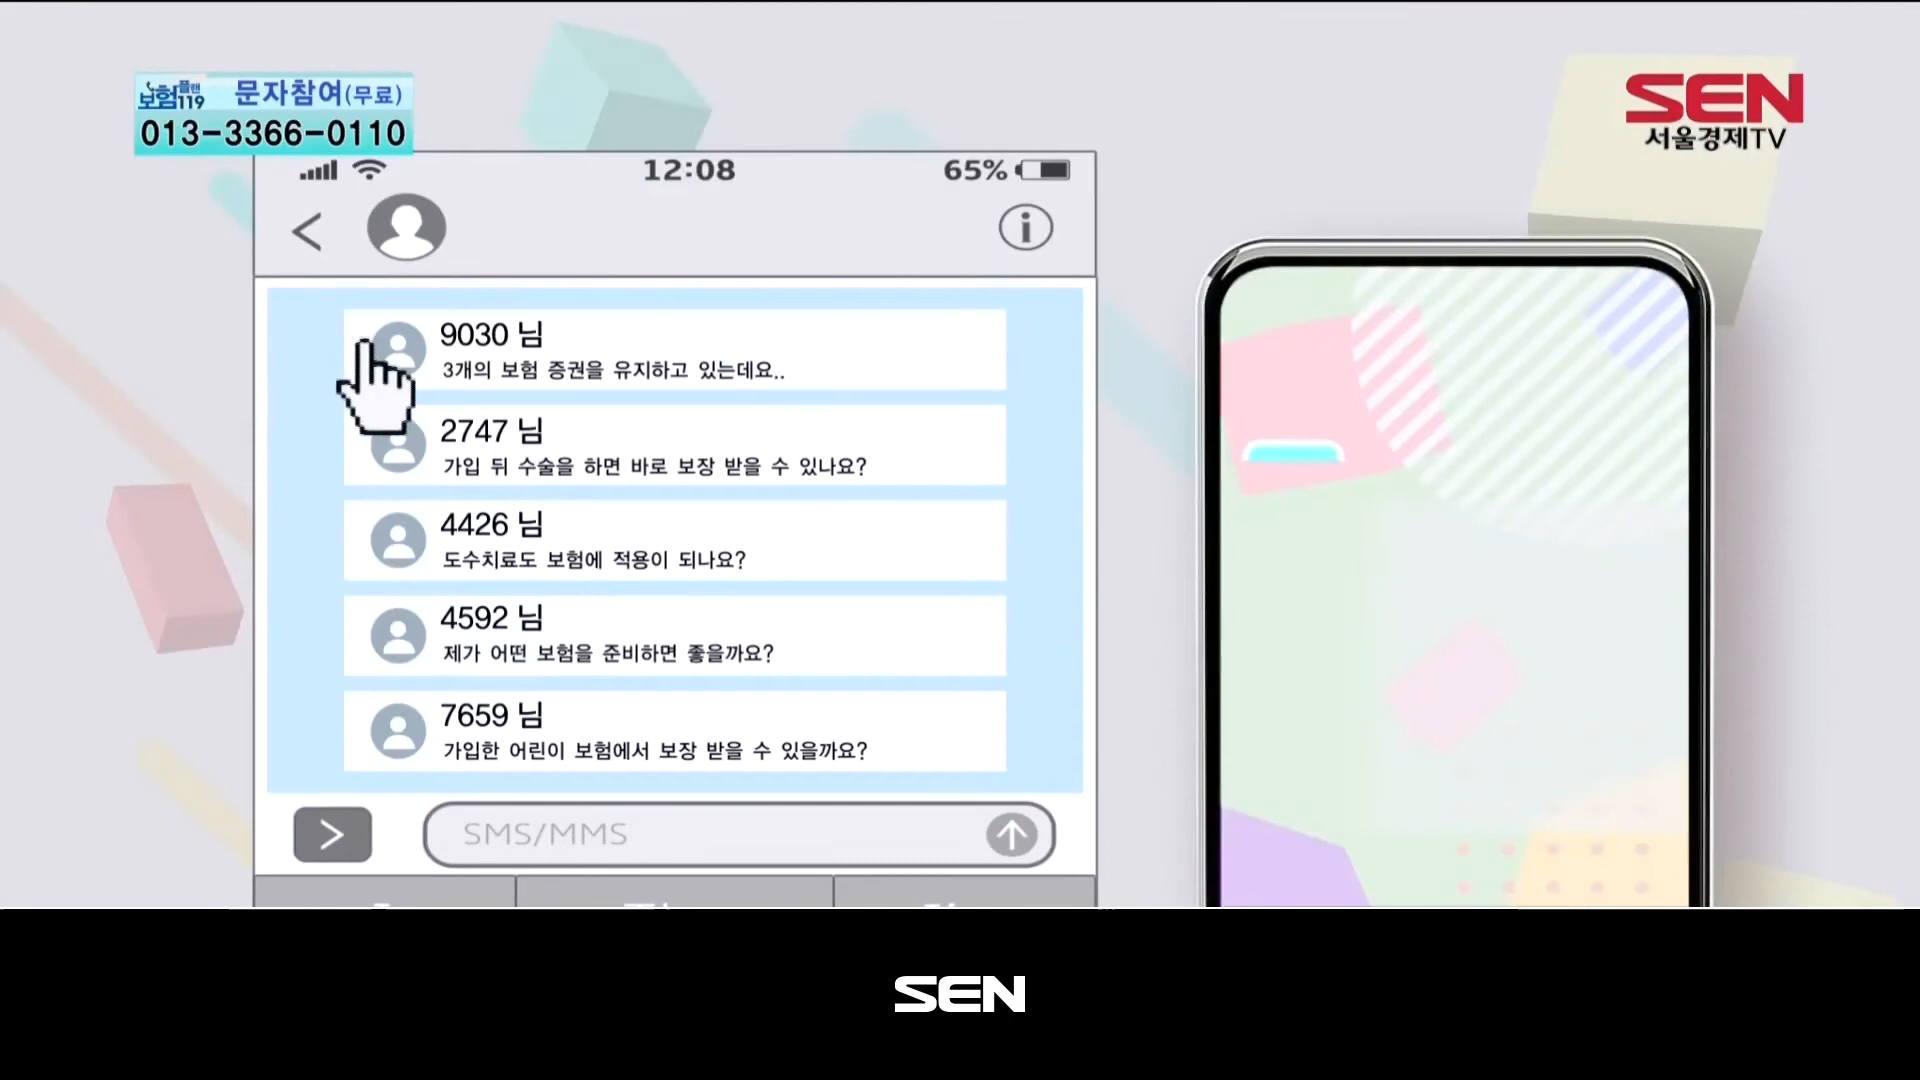 보험플랜119
문자참여(무료)
013-3366-0110
SEN
서울경제TV
12:08
65%
9030 님
3개의 보험 증권을 유지하고 있는데요..
2747 님
가입 뒤 수술을 하면 바로 보장 받을 수 있나요?
4426 님
도수치료도 보험에 적용이 되나요?
4592 님
제가 어떤 보험을 준비하면 좋을까요?
7659 님
가입한 어린이 보험에서 보장 받을 수 있을까요?
SMS/MMS
SEN